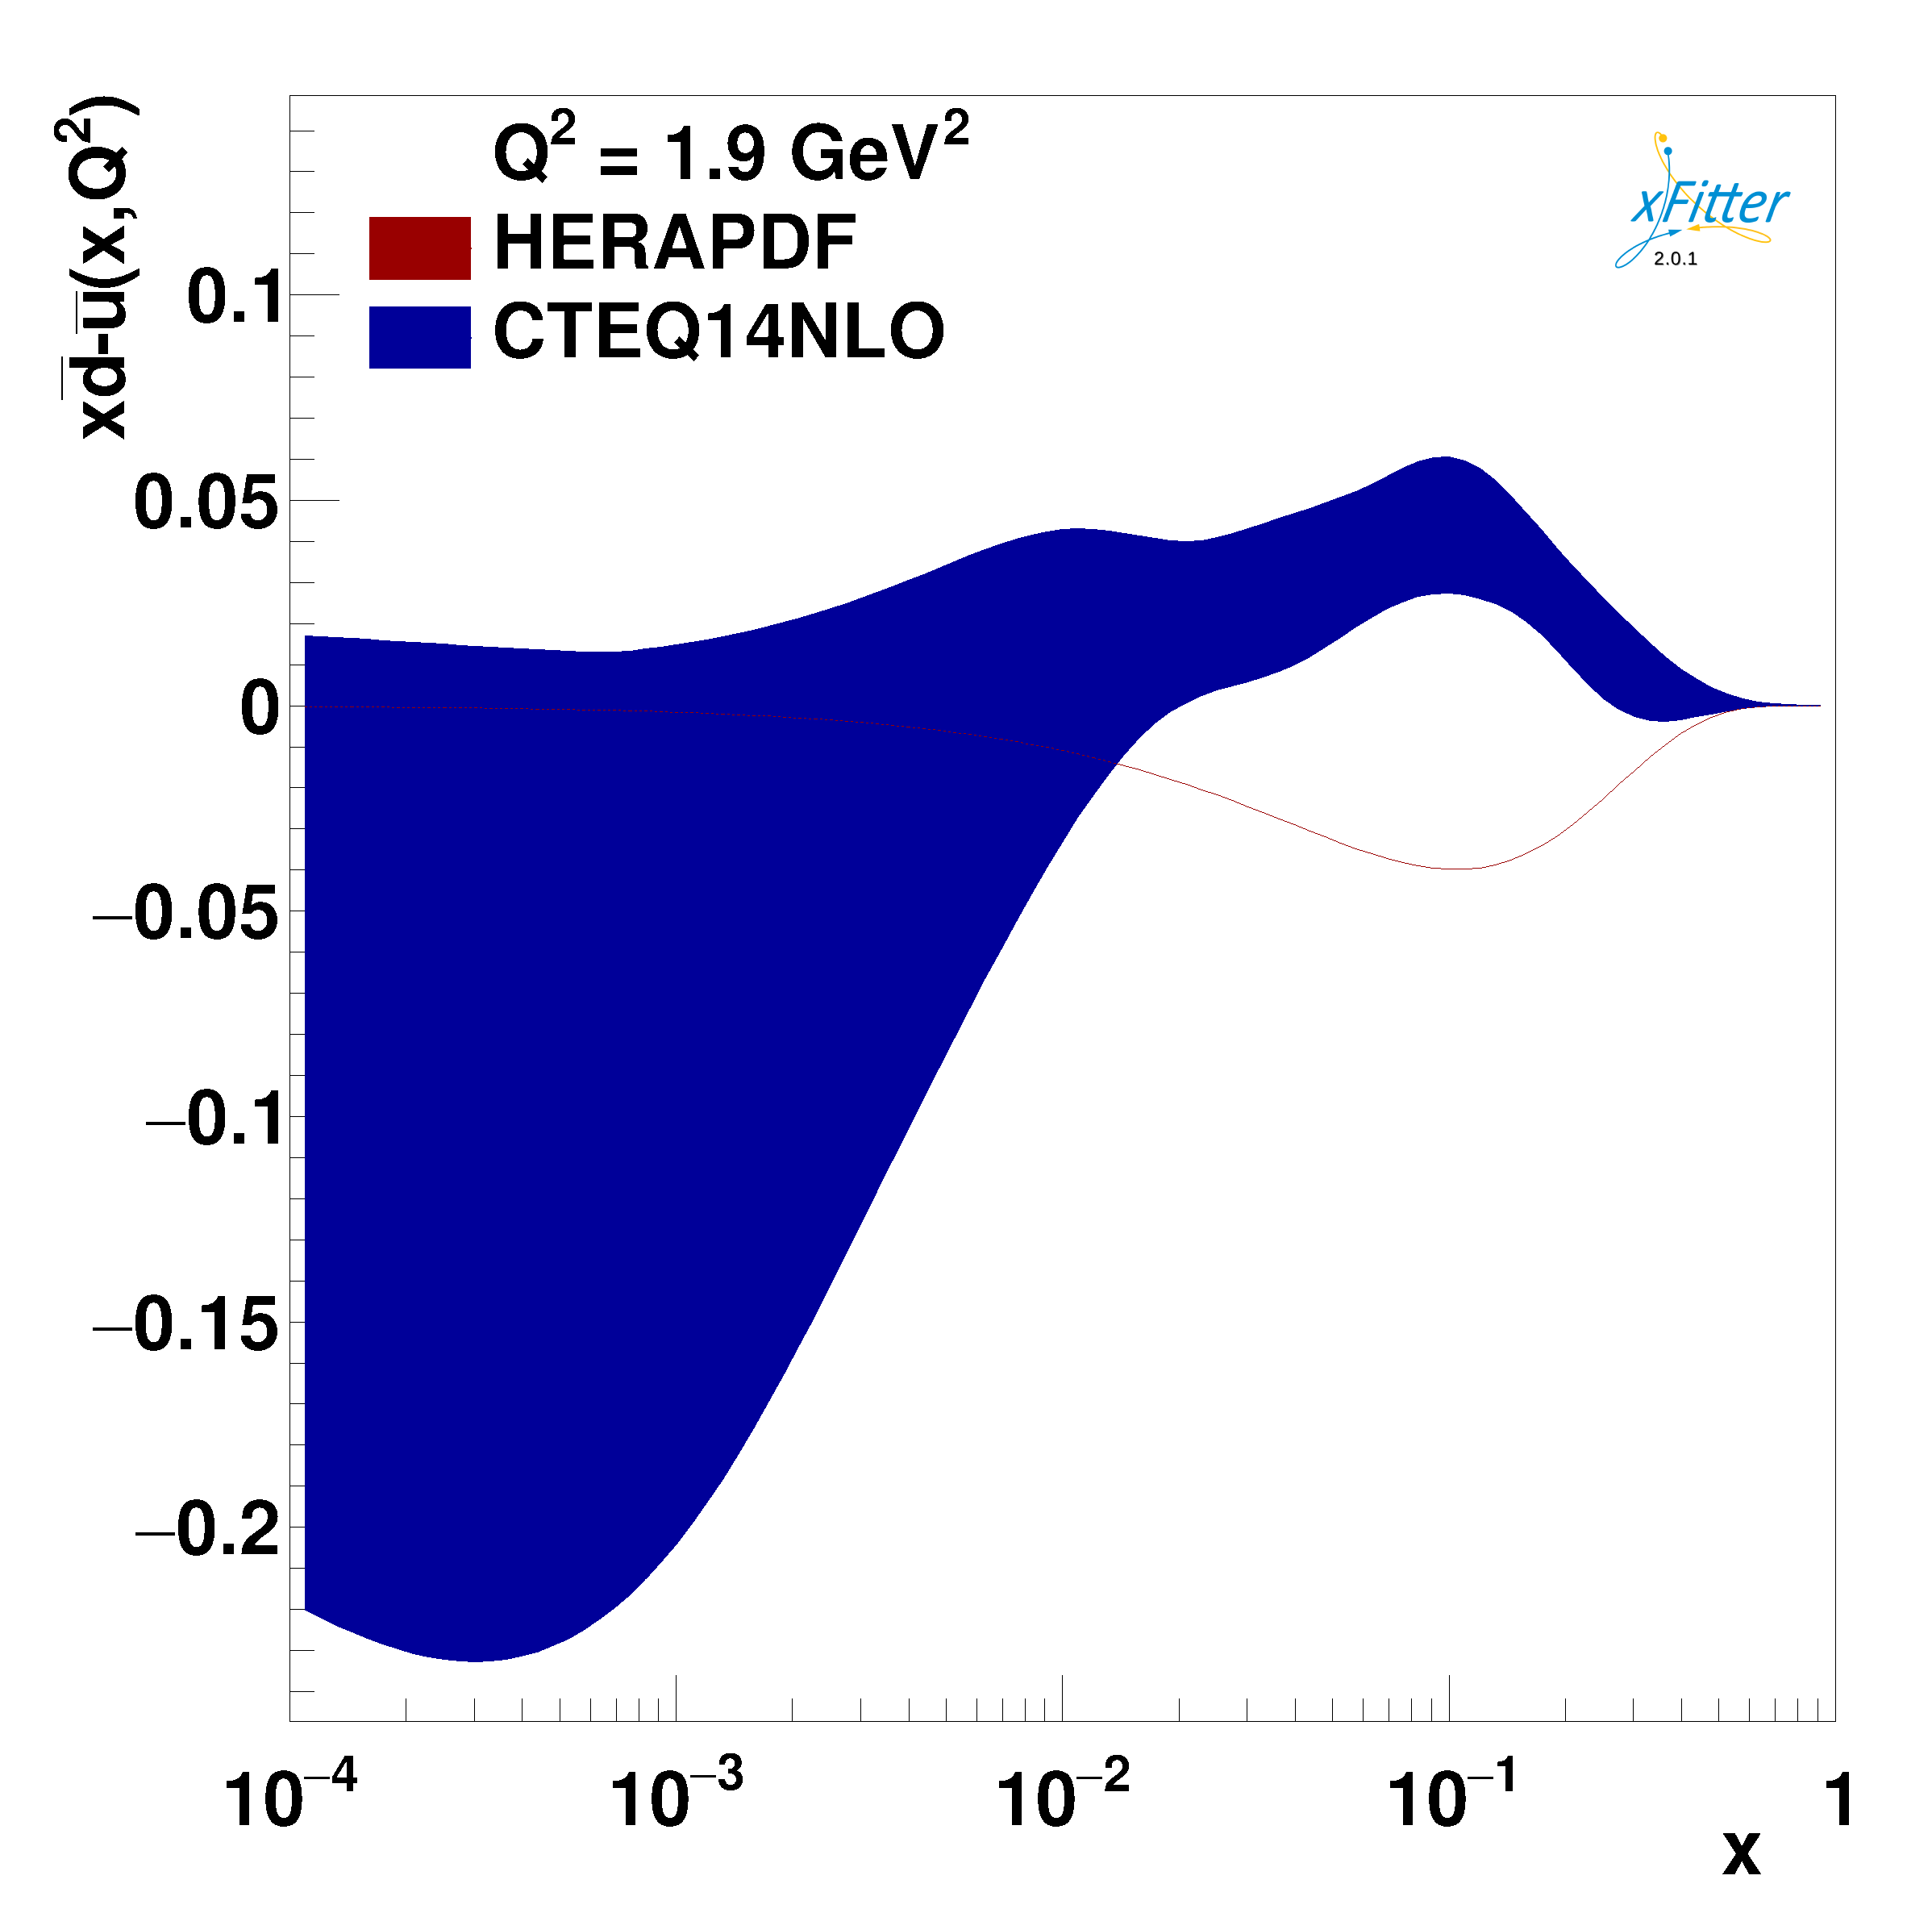 Q² = 1.9 GeV²
HERAPDF
CTEQ14NLO
xFitter
2.0.1
xd̅-u̅(x,Q²)
0.1
0.05
0
−0.05
−0.1
−0.15
−0.2
10⁻⁴ 10⁻³ 10⁻² 10⁻¹ 1
x